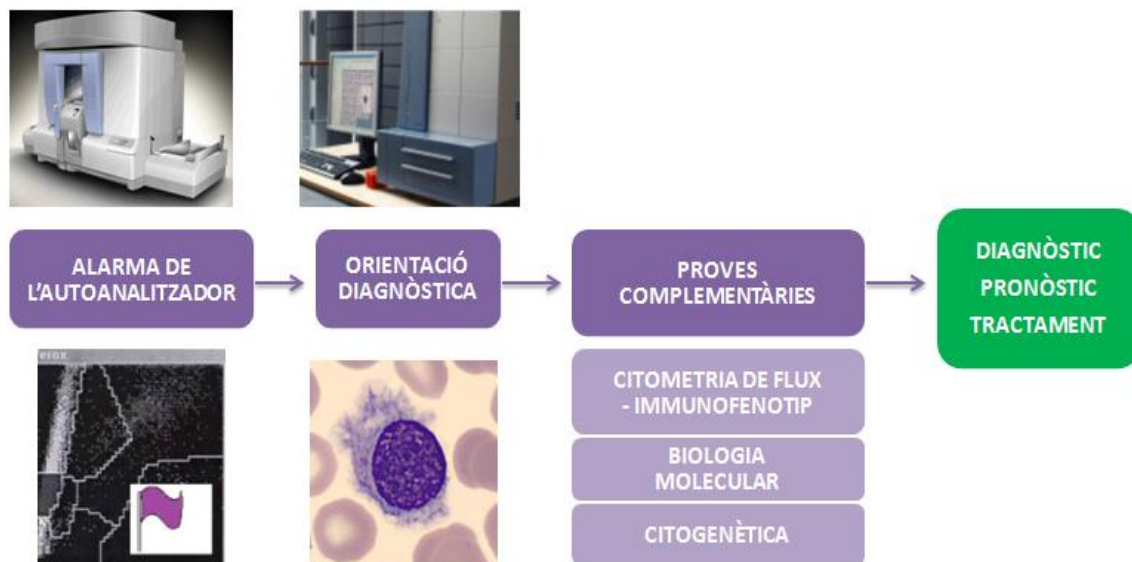 ALARMA DE
L'AUTOANALITZADOR
ORIENTACIÓ
DIAGNÒSTICA
PROVES
COMPLEMENTÀRIES
CITOMETRIA DE FLUX
- IMMUNOFENOTIP
BIOLOGIA
MOLECULAR
CITOGENÈTICA
DIAGNÒSTIC
PRONÒSTIC
TRACTAMENT